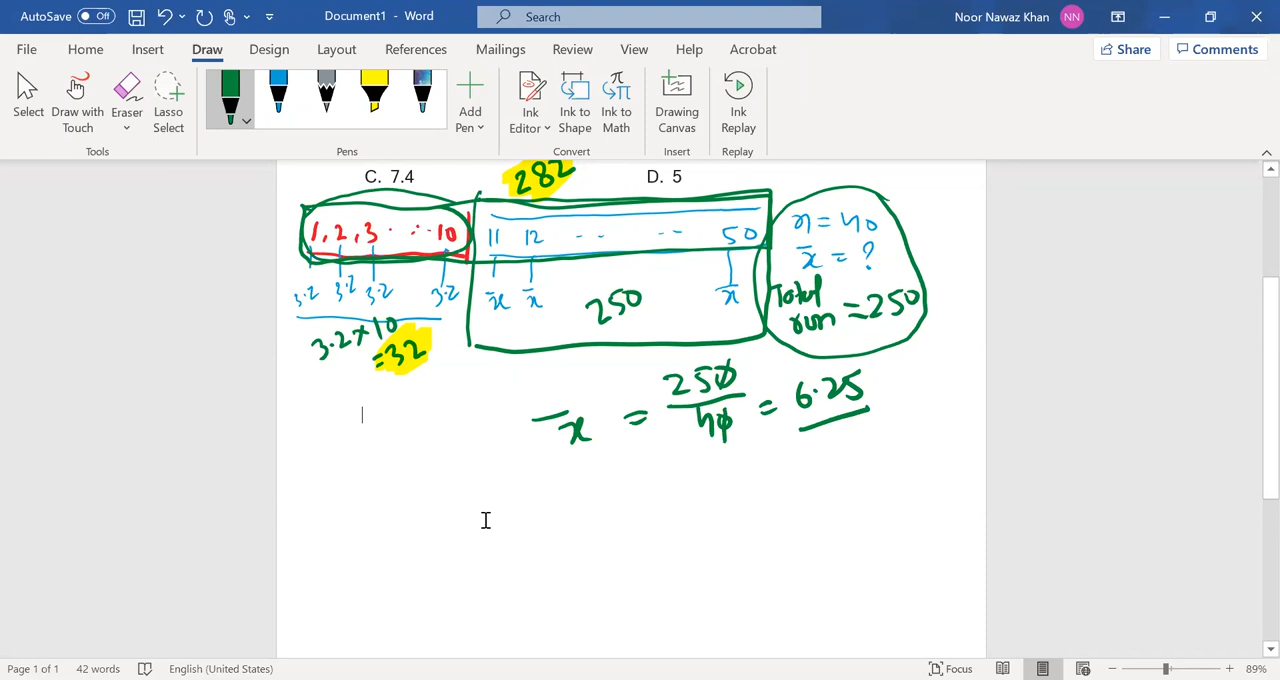 AutoSave Off Document1 - Word Search Noor Nawaz Khan NN
File Home Insert Draw Design Layout References Mailings Review View Help Acrobat Share Comments
Select Draw with Touch Eraser Lasso Select Add Pen Ink Editor Ink to Shape Ink to Math Drawing Canvas Ink Replay
Tools Pens Convert Insert Replay
C. 7.4 282 D. 5
1, 2, 3 . . . 10 11 12 - - - - 50 n = 40
x̄ = ?
3.2 3.2 3.2 3.2 x̄ x̄ 250 x̄ Total run = 250
3.2 × 10
= 32
x̄ = 250/40 = 6.25
Page 1 of 1 42 words English (United States) Focus 89%